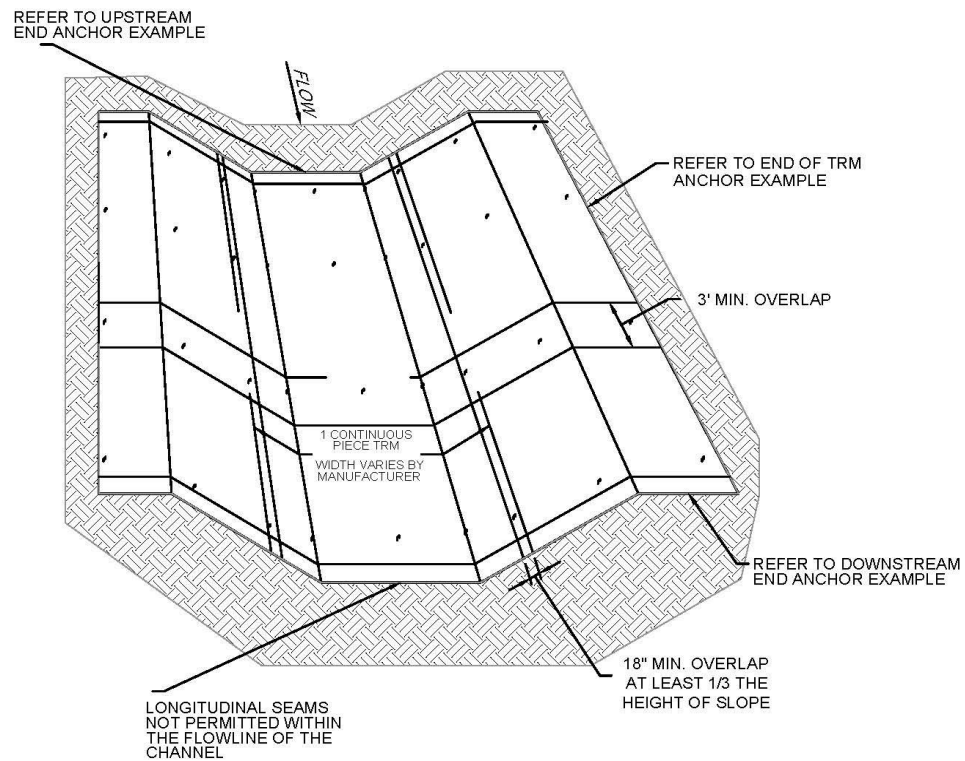 REFER TO UPSTREAM
END ANCHOR EXAMPLE
FLOW
REFER TO END OF TRM
ANCHOR EXAMPLE
3' MIN. OVERLAP
1 CONTINUOUS
PIECE TRM
WIDTH VARIES BY
MANUFACTURER
REFER TO DOWNSTREAM
END ANCHOR EXAMPLE
18" MIN. OVERLAP
AT LEAST 1/3 THE
HEIGHT OF SLOPE
LONGITUDINAL SEAMS
NOT PERMITTED WITHIN
THE FLOWLINE OF THE
CHANNEL